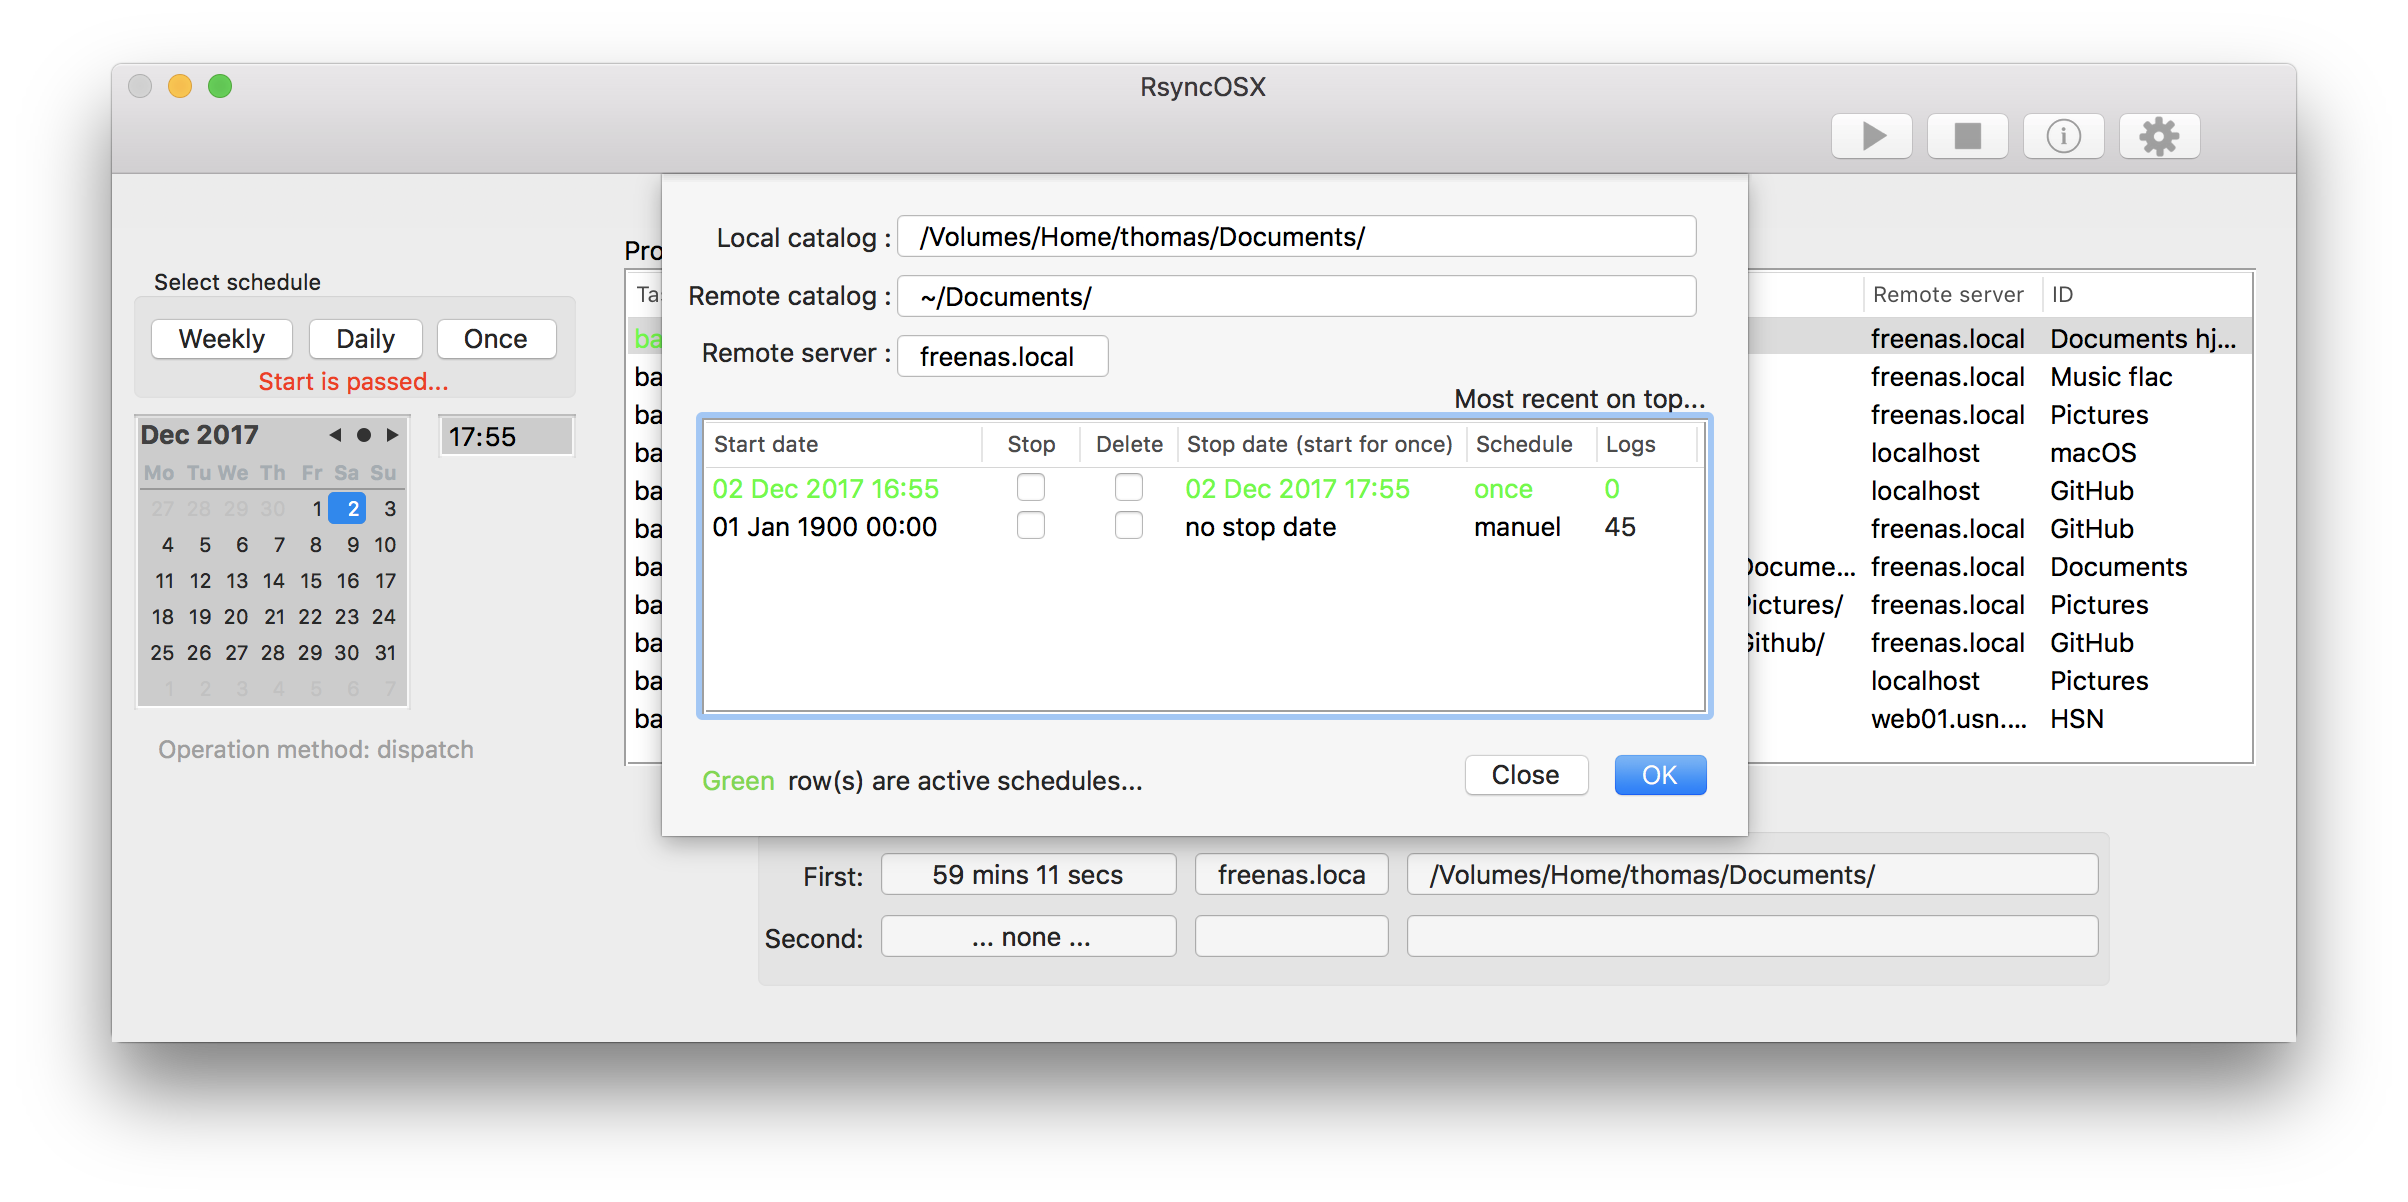 RsyncOSX
Select schedule
Weekly Daily Once
Start is passed...
Dec 2017
17:55
Mo Tu We Th Fr Sa Su
27 28 29 30 1 2 3
4 5 6 7 8 9 10
11 12 13 14 15 16 17
18 19 20 21 22 23 24
25 26 27 28 29 30 31
1 2 3 4 5 6 7
Operation method: dispatch
Pro
Ta
ba
ba
ba
ba
ba
ba
ba
ba
ba
ba
ba
Local catalog : /Volumes/Home/thomas/Documents/
Remote catalog : ~/Documents/
Remote server : freenas.local
Most recent on top...
Start date Stop Delete Stop date (start for once) Schedule Logs
02 Dec 2017 16:55 02 Dec 2017 17:55 once 0
01 Jan 1900 00:00 no stop date manuel 45
Green row(s) are active schedules...
Close OK
Remote server ID
freenas.local Documents hj...
freenas.local Music flac
freenas.local Pictures
localhost macOS
localhost GitHub
freenas.local GitHub
Docume... freenas.local Documents
Pictures/ freenas.local Pictures
Github/ freenas.local GitHub
localhost Pictures
web01.usn.... HSN
First: 59 mins 11 secs freenas.loca /Volumes/Home/thomas/Documents/
Second: ... none ...